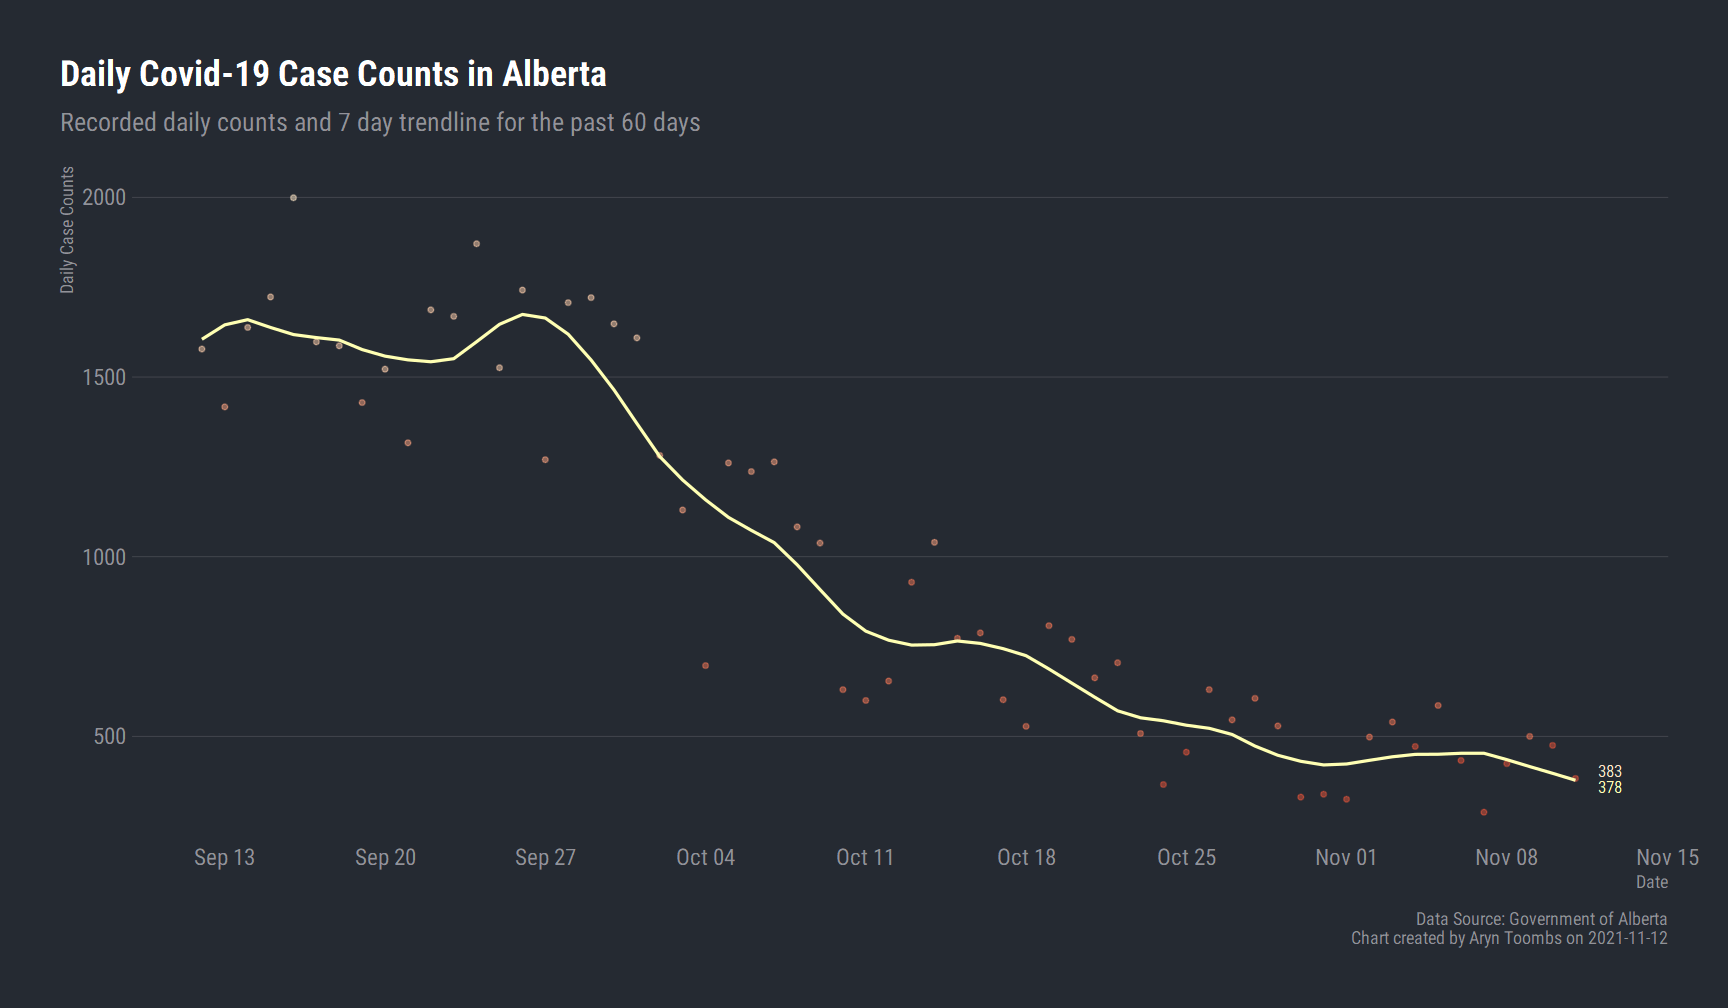 Daily Covid-19 Case Counts in Alberta
Recorded daily counts and 7 day trendline for the past 60 days
Daily Case Counts
2000
1500
1000
500
383
378
Sep 13 Sep 20 Sep 27 Oct 04 Oct 11 Oct 18 Oct 25 Nov 01 Nov 08 Nov 15
Date
Data Source: Government of Alberta
Chart created by Aryn Toombs on 2021-11-12